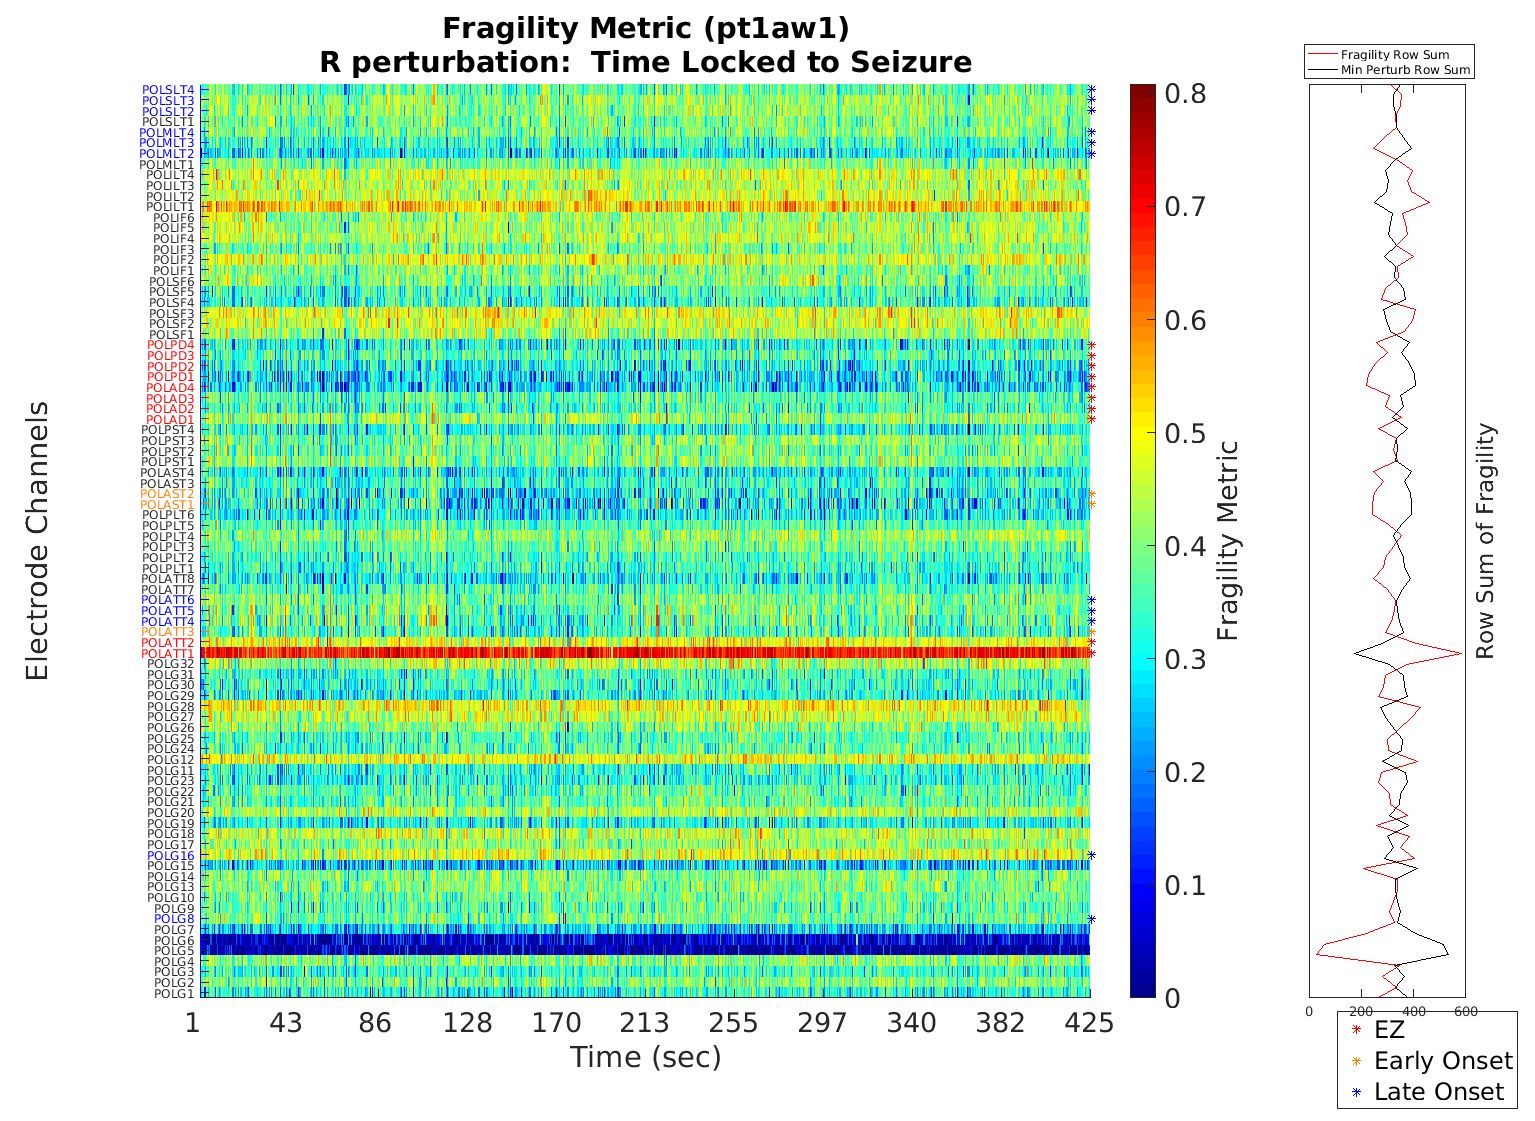 Fragility Metric (pt1aw1)
R perturbation:  Time Locked to Seizure
Electrode Channels
POLSLT4
POLSLT3
POLSLT2
POLSLT1
POLMLT4
POLMLT3
POLMLT2
POLMLT1
POLILT4
POLILT3
POLILT2
POLILT1
POLIF6
POLIF5
POLIF4
POLIF3
POLIF2
POLIF1
POLSF6
POLSF5
POLSF4
POLSF3
POLSF2
POLSF1
POLPD4
POLPD3
POLPD2
POLPD1
POLAD4
POLAD3
POLAD2
POLAD1
POLPST4
POLPST3
POLPST2
POLPST1
POLAST4
POLAST3
POLAST2
POLAST1
POLPLT6
POLPLT5
POLPLT4
POLPLT3
POLPLT2
POLPLT1
POLATT8
POLATT7
POLATT6
POLATT5
POLATT4
POLATT3
POLATT2
POLATT1
POLG32
POLG31
POLG30
POLG29
POLG28
POLG27
POLG26
POLG25
POLG24
POLG12
POLG11
POLG23
POLG22
POLG21
POLG20
POLG19
POLG18
POLG17
POLG16
POLG15
POLG14
POLG13
POLG10
POLG9
POLG8
POLG7
POLG6
POLG5
POLG4
POLG3
POLG2
POLG1
1 43 86 128 170 213 255 297 340 382 425
Time (sec)
0.8
0.7
0.6
0.5
0.4
0.3
0.2
0.1
0
Fragility Metric
Fragility Row Sum
Min Perturb Row Sum
0 200 400 600
Row Sum of Fragility
EZ
Early Onset
Late Onset